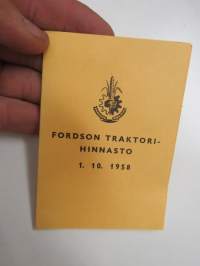 FORDSON TRAKTORI-
HINNASTO
1. 10. 1958